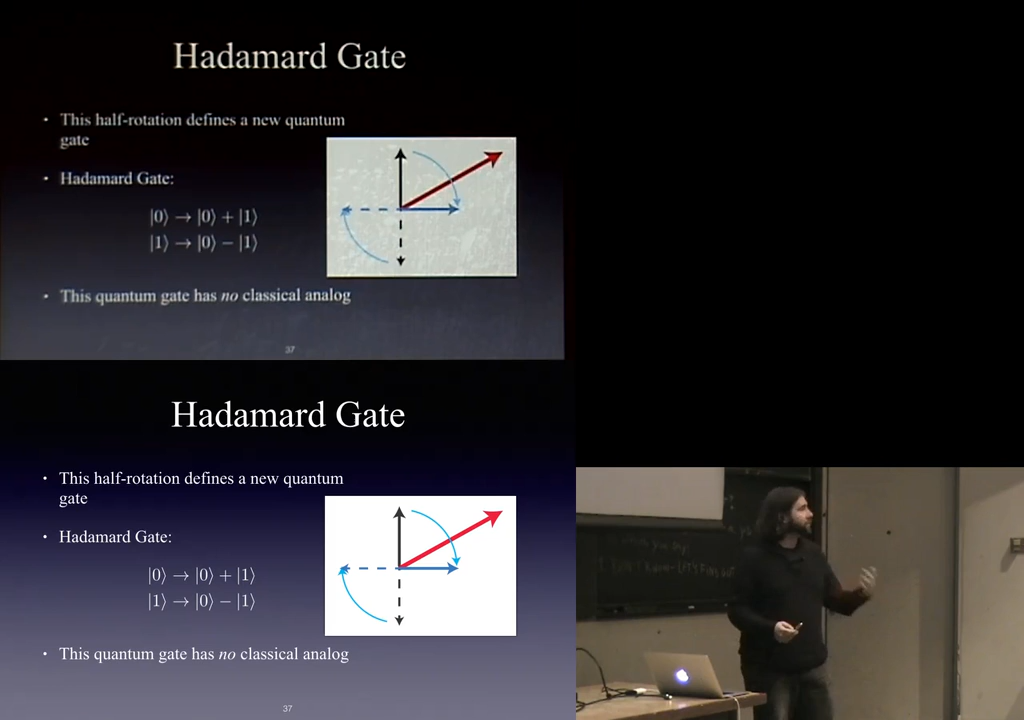 Hadamard Gate
• This half-rotation defines a new quantum
gate
• Hadamard Gate:
|0⟩ → |0⟩ + |1⟩
|1⟩ → |0⟩ − |1⟩
• This quantum gate has no classical analog
37
Hadamard Gate
• This half-rotation defines a new quantum
gate
• Hadamard Gate:
|0⟩ → |0⟩ + |1⟩
|1⟩ → |0⟩ − |1⟩
• This quantum gate has no classical analog
37